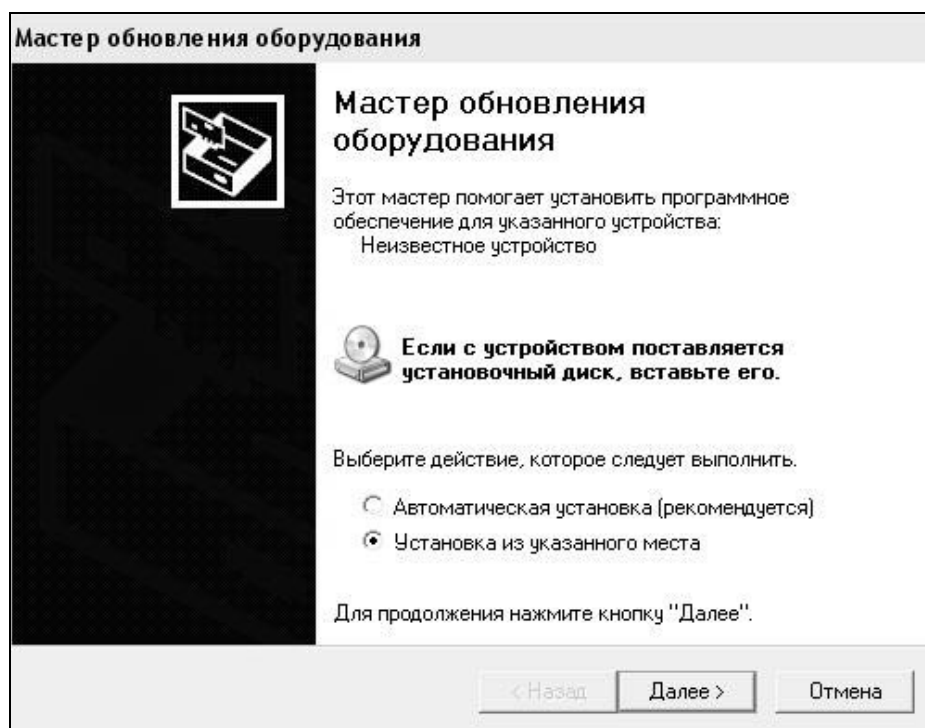 Мастер обновления оборудования
Мастер обновления
оборудования
Этот мастер помогает установить программное
обеспечение для указанного устройства:
Неизвестное устройство
Если с устройством поставляется
установочный диск, вставьте его.
Выберите действие, которое следует выполнить.
Автоматическая установка (рекомендуется)
Установка из указанного места
Для продолжения нажмите кнопку "Далее".
< Назад
Далее >
Отмена